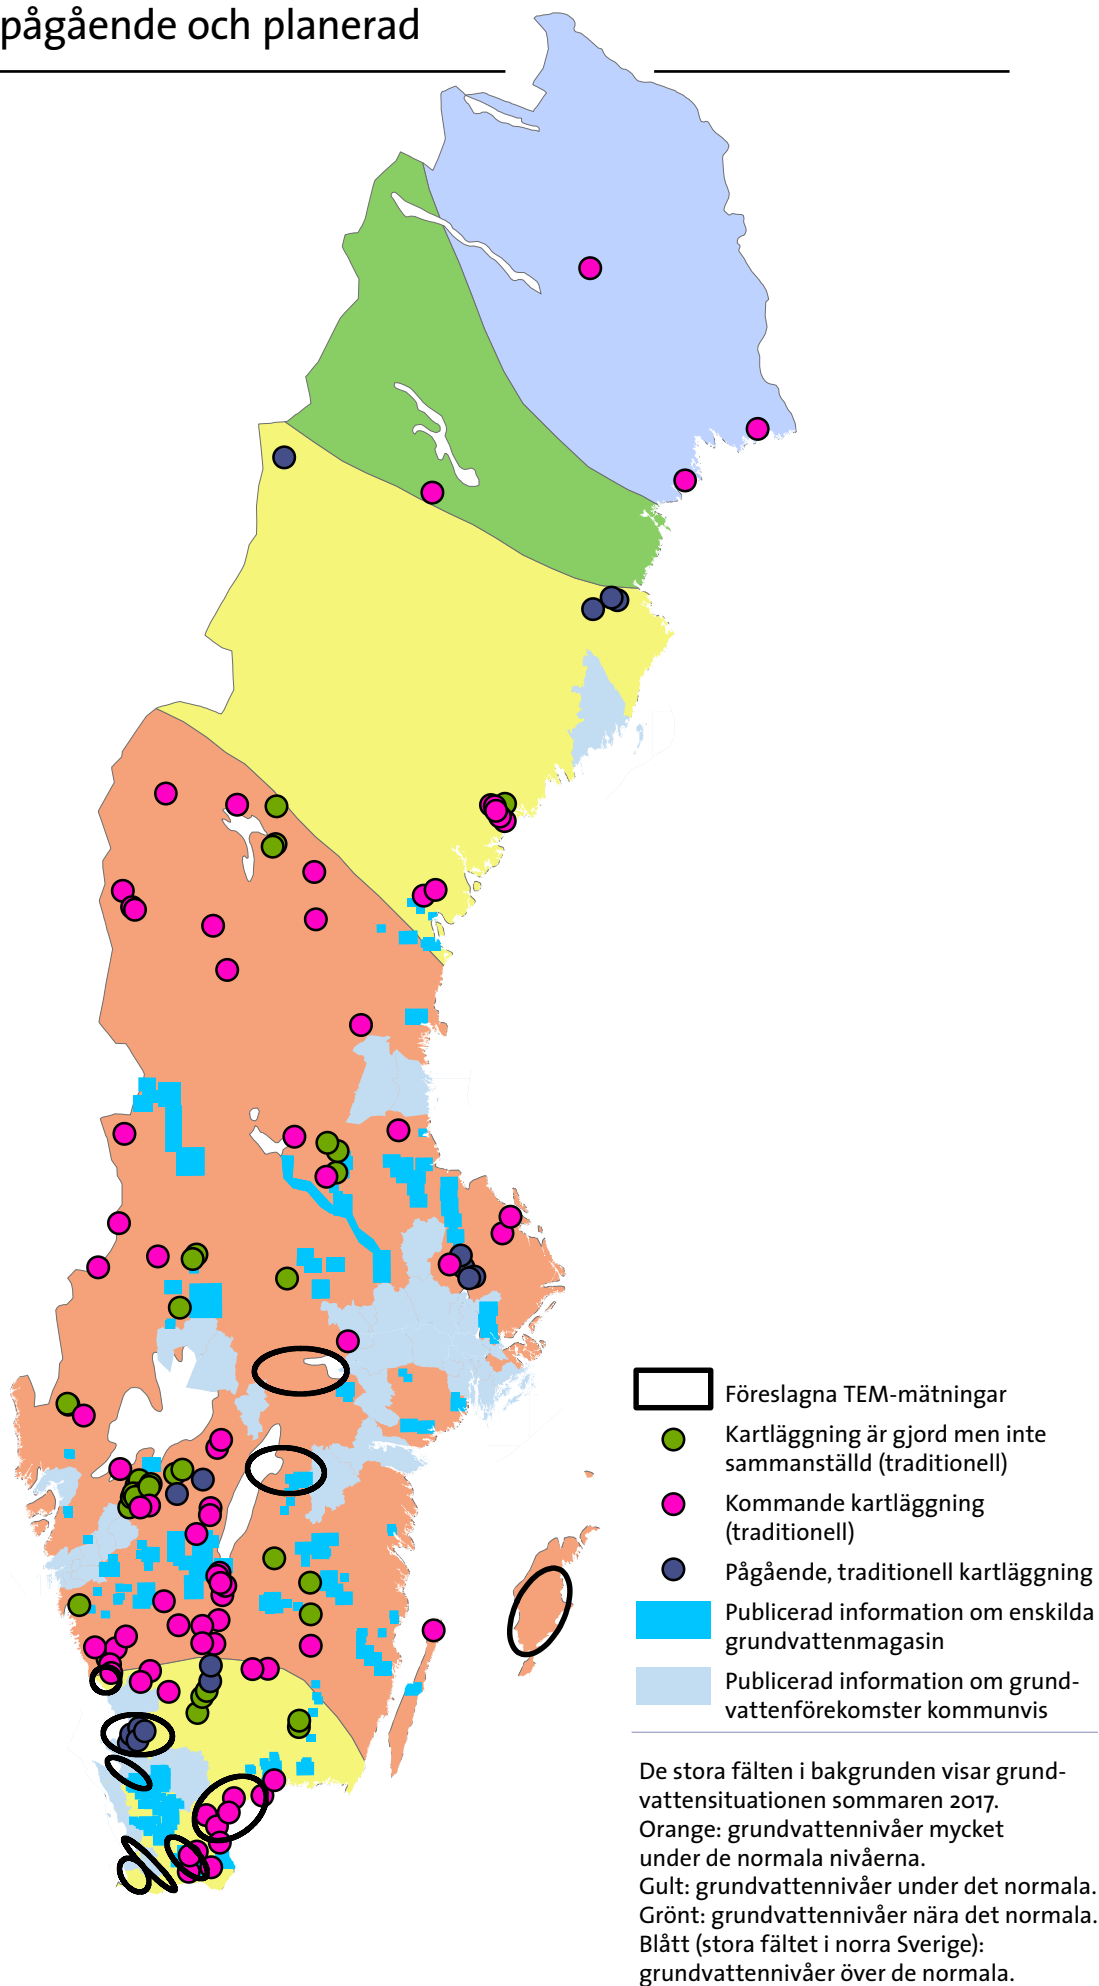 pågående och planerad
Föreslagna TEM-mätningar
Kartläggning är gjord men inte
sammanställd (traditionell)
Kommande kartläggning
(traditionell)
Pågående, traditionell kartläggning
Publicerad information om enskilda
grundvattenmagasin
Publicerad information om grund-
vattenförekomster kommunvis
De stora fälten i bakgrunden visar grund-
vattensituationen sommaren 2017.
Orange: grundvattennivåer mycket
under de normala nivåerna.
Gult: grundvattennivåer under det normala.
Grönt: grundvattennivåer nära det normala.
Blått (stora fältet i norra Sverige):
grundvattennivåer över de normala.